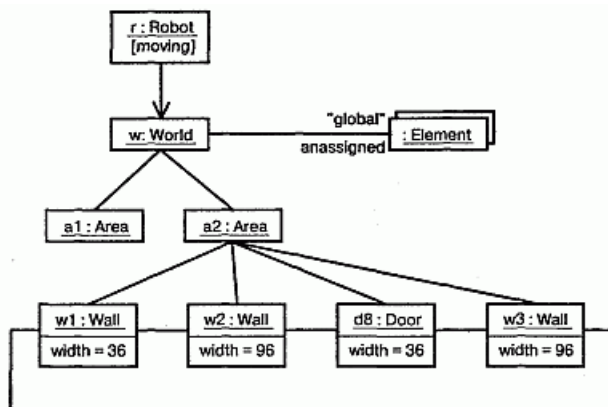 r : Robot
[moving]
w: World
"global"
anassigned
: Element
a1 : Area
a2 : Area
w1 : Wall
width = 36
w2 : Wall
width = 96
d8 : Door
width = 36
w3 : Wall
width = 96